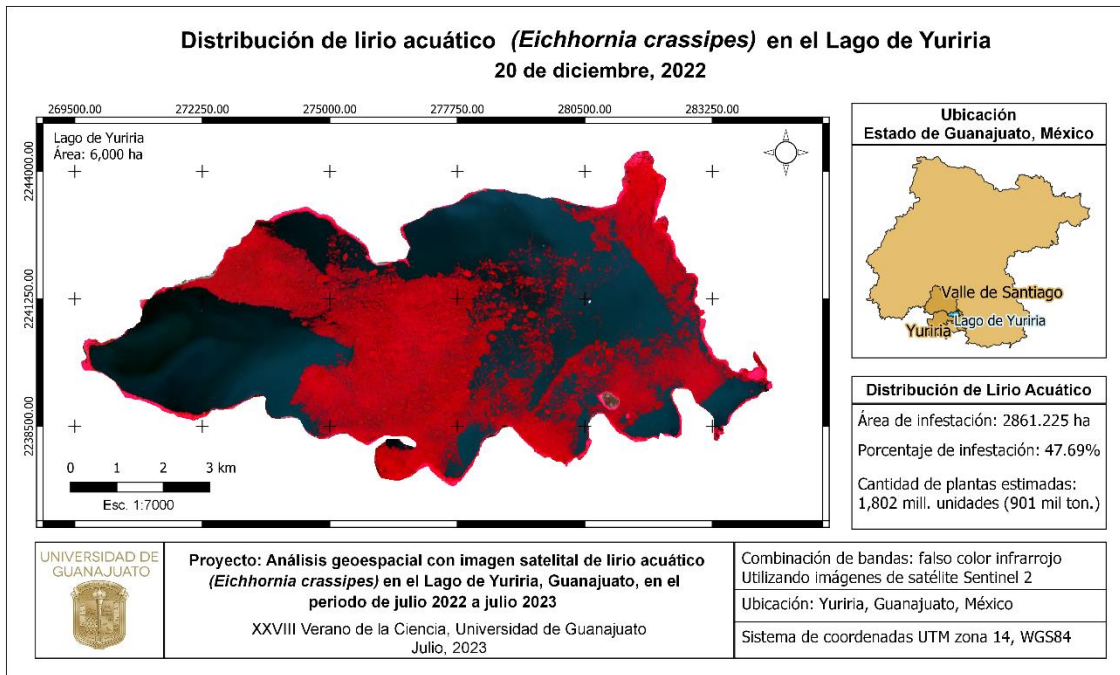 Distribución de lirio acuático (Eichhornia crassipes) en el Lago de Yuriria
20 de diciembre, 2022
269500.00 272250.00 275000.00 277750.00 280500.00 283250.00
Lago de Yuriria
Área: 6,000 ha
2244000.00
2241250.00
2238500.00
0 1 2 3 km
Esc. 1:7000
Ubicación
Estado de Guanajuato, México
Valle de Santiago
Lago de Yuriria
Yuriria
Distribución de Lirio Acuático
Área de infestación: 2861.225 ha
Porcentaje de infestación: 47.69%
Cantidad de plantas estimadas:
1,802 mill. unidades (901 mil ton.)
UNIVERSIDAD DE
GUANAJUATO
Proyecto: Análisis geoespacial con imagen satelital de lirio acuático
(Eichhornia crassipes) en el Lago de Yuriria, Guanajuato, en el
periodo de julio 2022 a julio 2023
XXVIII Verano de la Ciencia, Universidad de Guanajuato
Julio, 2023
Combinación de bandas: falso color infrarrojo
Utilizando imágenes de satélite Sentinel 2
Ubicación: Yuriria, Guanajuato, México
Sistema de coordenadas UTM zona 14, WGS84